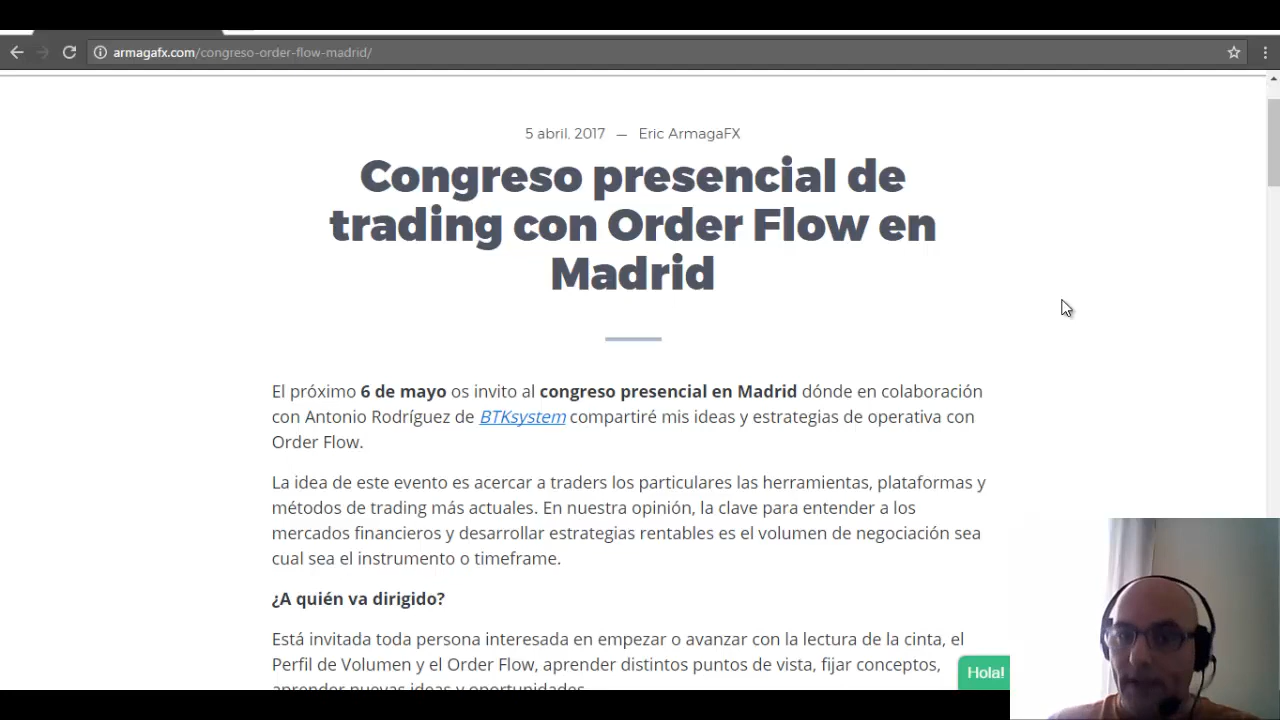 armagafx.com/congreso-order-flow-madrid/
5 abril, 2017 — Eric ArmagaFX
Congreso presencial de
trading con Order Flow en
Madrid
El próximo 6 de mayo os invito al congreso presencial en Madrid dónde en colaboración
con Antonio Rodríguez de BTKsystem compartiré mis ideas y estrategias de operativa con
Order Flow.
La idea de este evento es acercar a traders los particulares las herramientas, plataformas y
métodos de trading más actuales. En nuestra opinión, la clave para entender a los
mercados financieros y desarrollar estrategias rentables es el volumen de negociación sea
cual sea el instrumento o timeframe.
¿A quién va dirigido?
Está invitada toda persona interesada en empezar o avanzar con la lectura de la cinta, el
Perfil de Volumen y el Order Flow, aprender distintos puntos de vista, fijar conceptos,
aprender nuevas ideas y oportunidades
Hola!